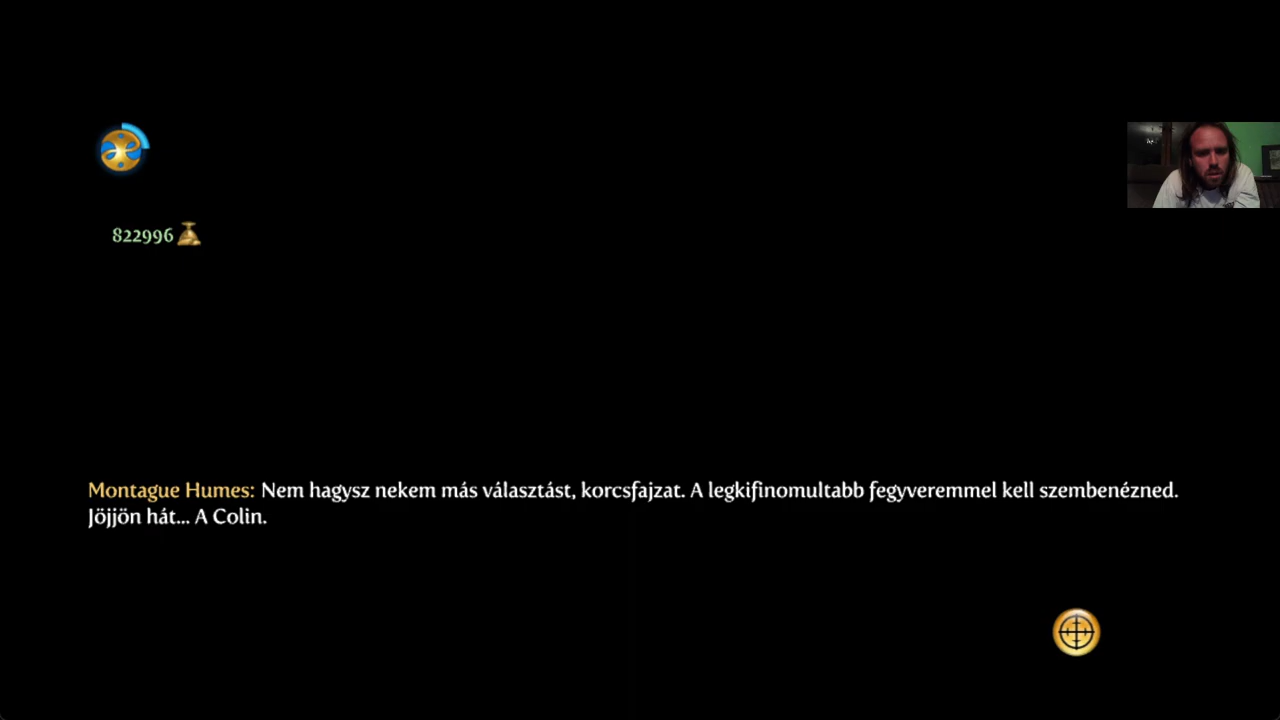 822996
Montague Humes: Nem hagysz nekem más választást, korcsfajzat. A legkifinomultabb fegyveremmel kell szembenézned.
Jöjjön hát... A Colin.